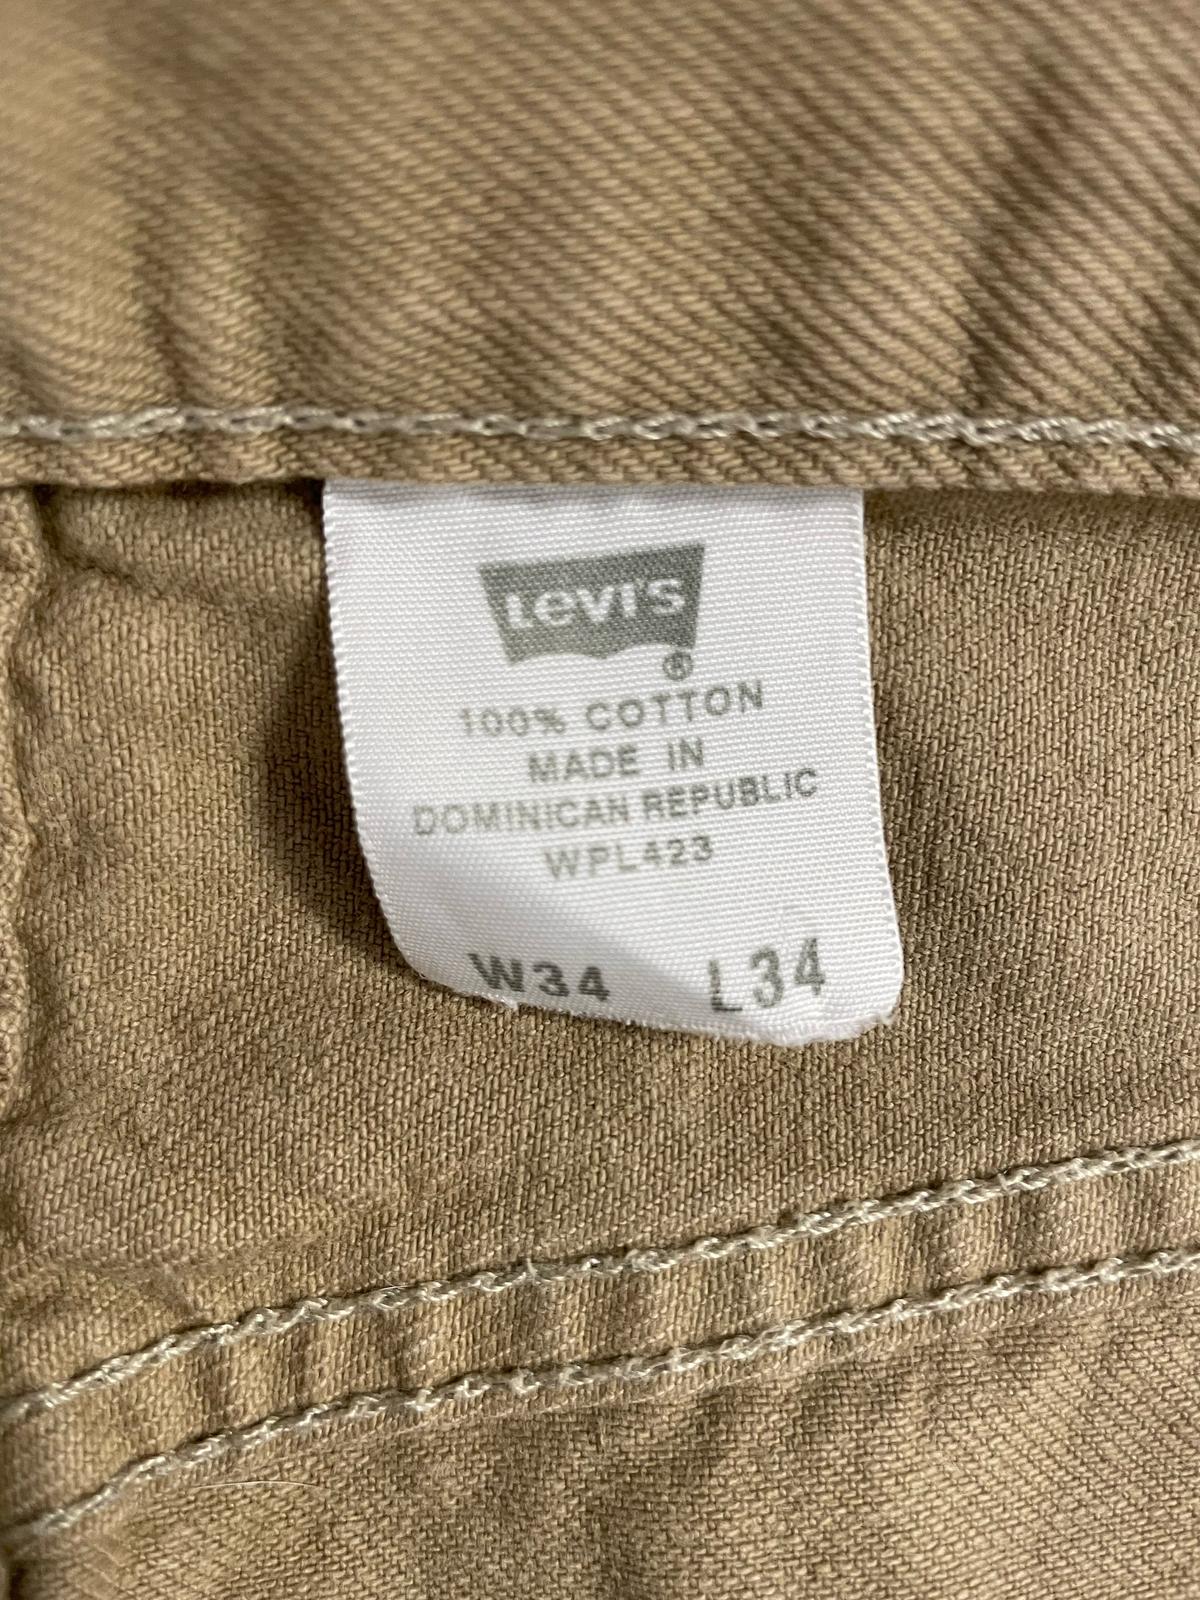 Levi's
®
100% COTTON
MADE IN
DOMINICAN REPUBLIC
WPL423
W34 L34